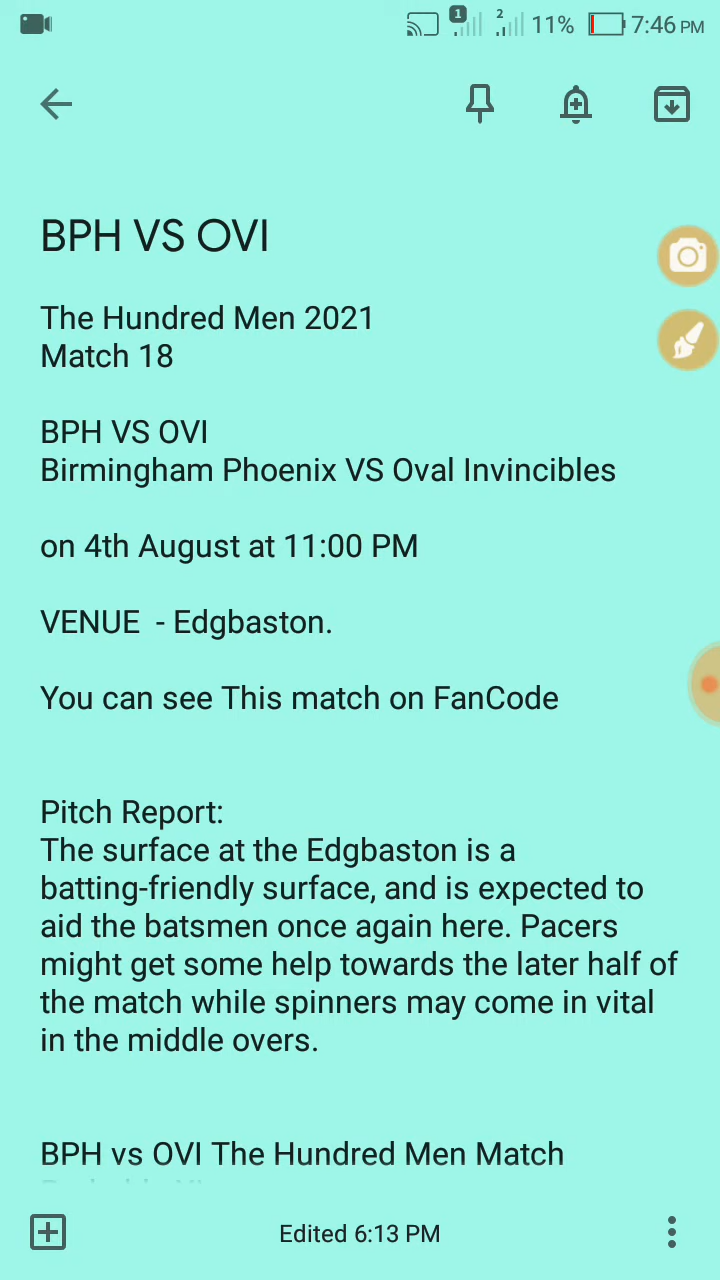 1 2 11% 7:46 PM
BPH VS OVI
The Hundred Men 2021
Match 18
BPH VS OVI
Birmingham Phoenix VS Oval Invincibles
on 4th August at 11:00 PM
VENUE - Edgbaston.
You can see This match on FanCode
Pitch Report:
The surface at the Edgbaston is a
batting-friendly surface, and is expected to
aid the batsmen once again here. Pacers
might get some help towards the later half of
the match while spinners may come in vital
in the middle overs.
BPH vs OVI The Hundred Men Match
Edited 6:13 PM